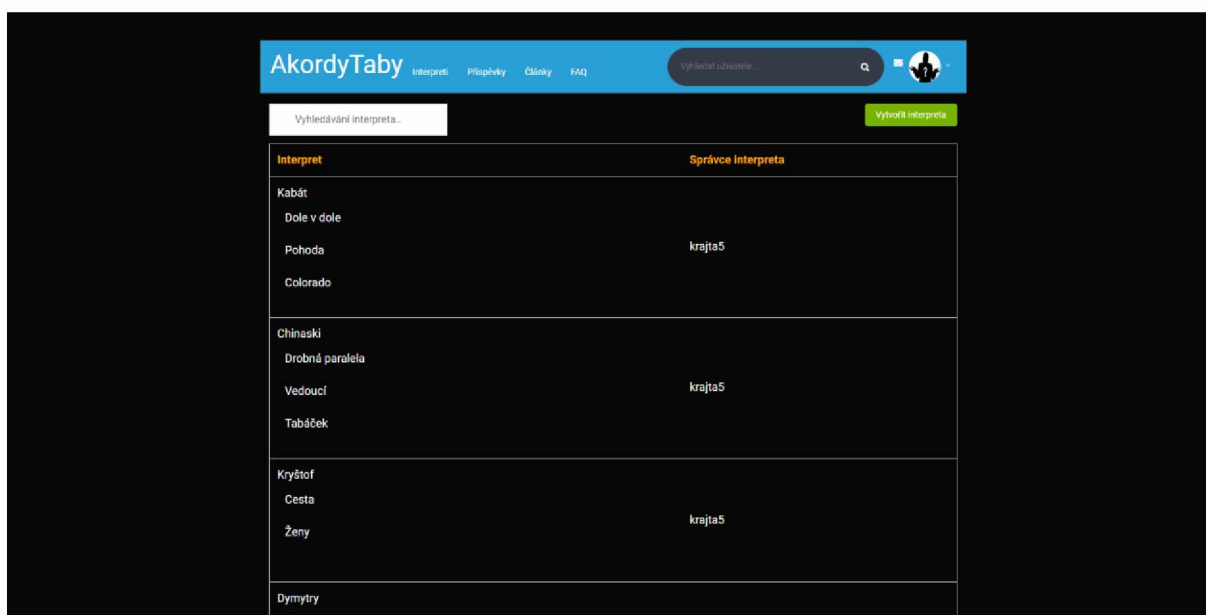 AkordyTaby Interpreti Příspěvky Články FAQ Vyhledat uživatele...
Vyhledávání interpreta.. Vytvořit interpreta
Interpret Správce interpreta
Kabát
Dole v dole
Pohoda krajta5
Colorado
Chinaski
Drobná paralela
Vedoucí krajta5
Tabáček
Kryštof
Cesta
krajta5
Ženy
Dymytry